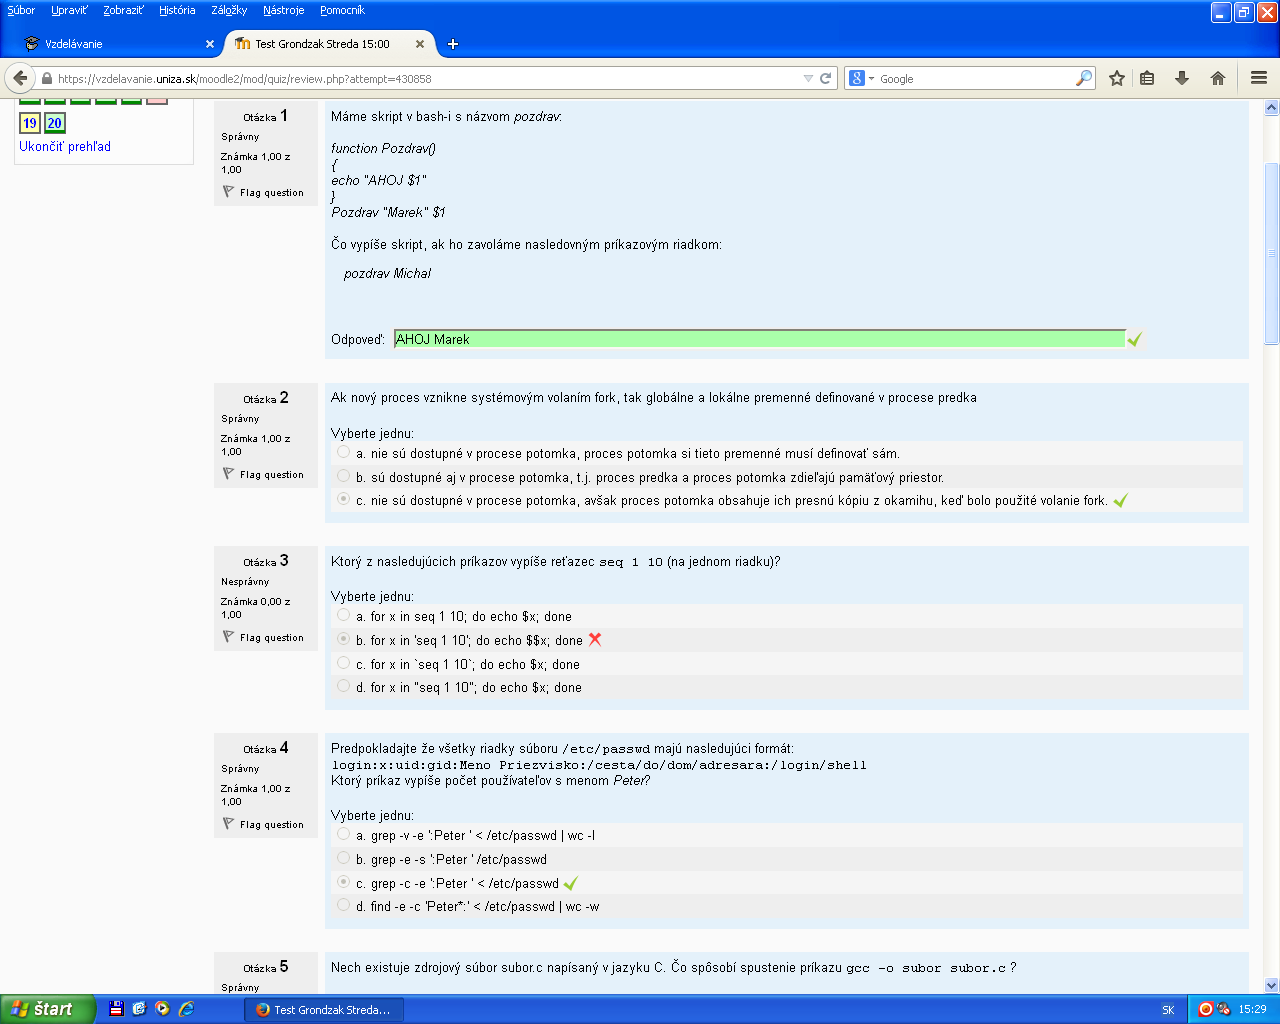 Súbor Upraviť Zobraziť História Záložky Nástroje Pomocník
Vzdelávanie
Test Grondzak Streda 15:00
https://vzdelavanie.uniza.sk/moodle2/mod/quiz/review.php?attempt=430858
Google
19 20
Ukončiť prehľad
Otázka 1
Správny
Známka 1,00 z
1,00
Flag question
Máme skript v bash-i s názvom pozdrav:
function Pozdrav()
{
echo "AHOJ $1"
}
Pozdrav "Marek" $1
Čo vypíše skript, ak ho zavoláme nasledovným príkazovým riadkom:
pozdrav Michal
Odpoveď: AHOJ Marek
Otázka 2
Správny
Známka 1,00 z
1,00
Flag question
Ak nový proces vznikne systémovým volaním fork, tak globálne a lokálne premenné definované v procese predka
Vyberte jednu:
a. nie sú dostupné v procese potomka, proces potomka si tieto premenné musí definovať sám.
b. sú dostupné aj v procese potomka, t.j. proces predka a proces potomka zdieľajú pamäťový priestor.
c. nie sú dostupné v procese potomka, avšak proces potomka obsahuje ich presnú kópiu z okamihu, keď bolo použité volanie fork.
Otázka 3
Nesprávny
Známka 0,00 z
1,00
Flag question
Ktorý z nasledujúcich príkazov vypíše reťazec seq 1 10 (na jednom riadku)?
Vyberte jednu:
a. for x in seq 1 10; do echo $x; done
b. for x in 'seq 1 10'; do echo $$x; done
c. for x in `seq 1 10`; do echo $x; done
d. for x in "seq 1 10"; do echo $x; done
Otázka 4
Správny
Známka 1,00 z
1,00
Flag question
Predpokladajte že všetky riadky súboru /etc/passwd majú nasledujúci formát:
login:x:uid:gid:Meno Priezvisko:/cesta/do/dom/adresara:/login/shell
Ktorý príkaz vypíše počet používateľov s menom Peter?
Vyberte jednu:
a. grep -v -e ':Peter ' < /etc/passwd | wc -l
b. grep -e -s ':Peter ' /etc/passwd
c. grep -c -e ':Peter ' < /etc/passwd
d. find -e -c 'Peter*:' < /etc/passwd | wc -w
Otázka 5
Správny
Nech existuje zdrojový súbor subor.c napísaný v jazyku C. Čo spôsobí spustenie príkazu gcc -o subor subor.c ?
štart
Test Grondzak Streda...
SK
15:29